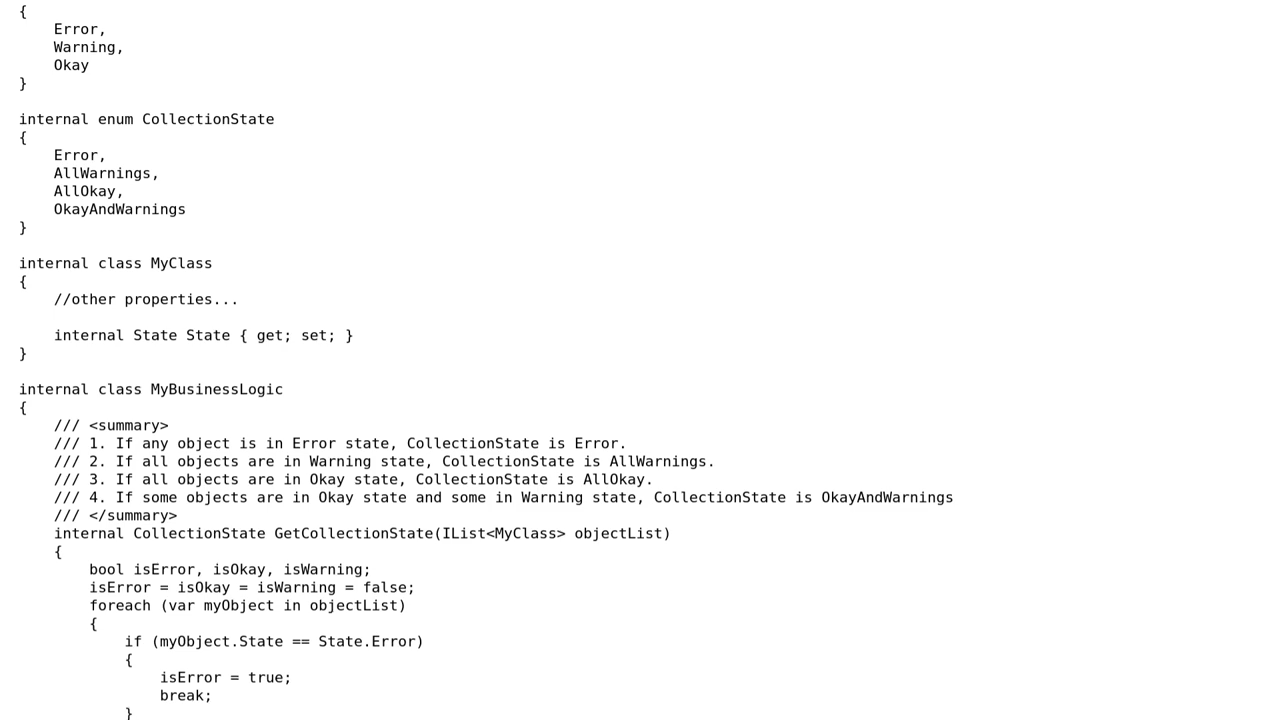 {
    Error,
    Warning,
    Okay
}

internal enum CollectionState
{
    Error,
    AllWarnings,
    AllOkay,
    OkayAndWarnings
}

internal class MyClass
{
    //other properties...

    internal State State { get; set; }
}

internal class MyBusinessLogic
{
    /// <summary>
    /// 1. If any object is in Error state, CollectionState is Error.
    /// 2. If all objects are in Warning state, CollectionState is AllWarnings.
    /// 3. If all objects are in Okay state, CollectionState is AllOkay.
    /// 4. If some objects are in Okay state and some in Warning state, CollectionState is OkayAndWarnings
    /// </summary>
    internal CollectionState GetCollectionState(IList<MyClass> objectList)
    {
        bool isError, isOkay, isWarning;
        isError = isOkay = isWarning = false;
        foreach (var myObject in objectList)
        {
            if (myObject.State == State.Error)
            {
                isError = true;
                break;
            }